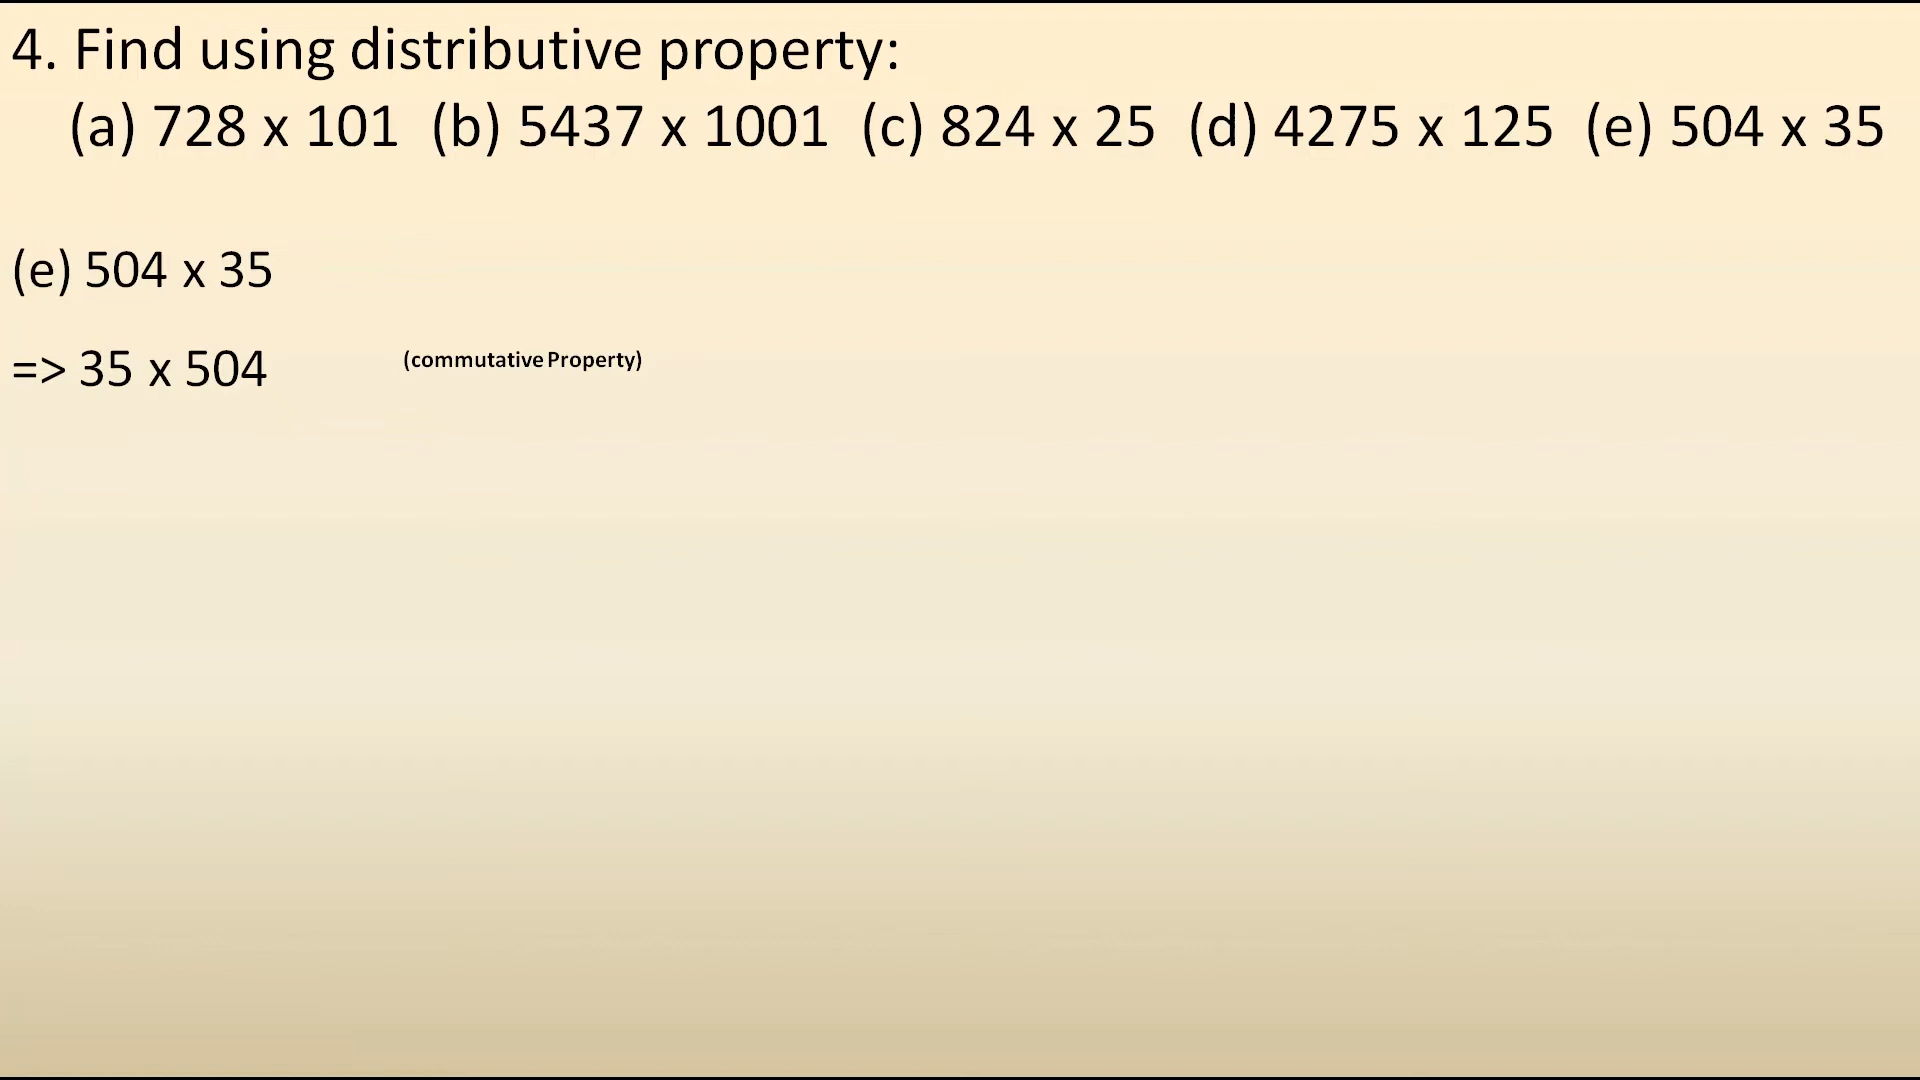 4. Find using distributive property:
(a) 728 x 101 (b) 5437 x 1001 (c) 824 x 25 (d) 4275 x 125 (e) 504 x 35
(e) 504 x 35
=> 35 x 504 (commutative Property)